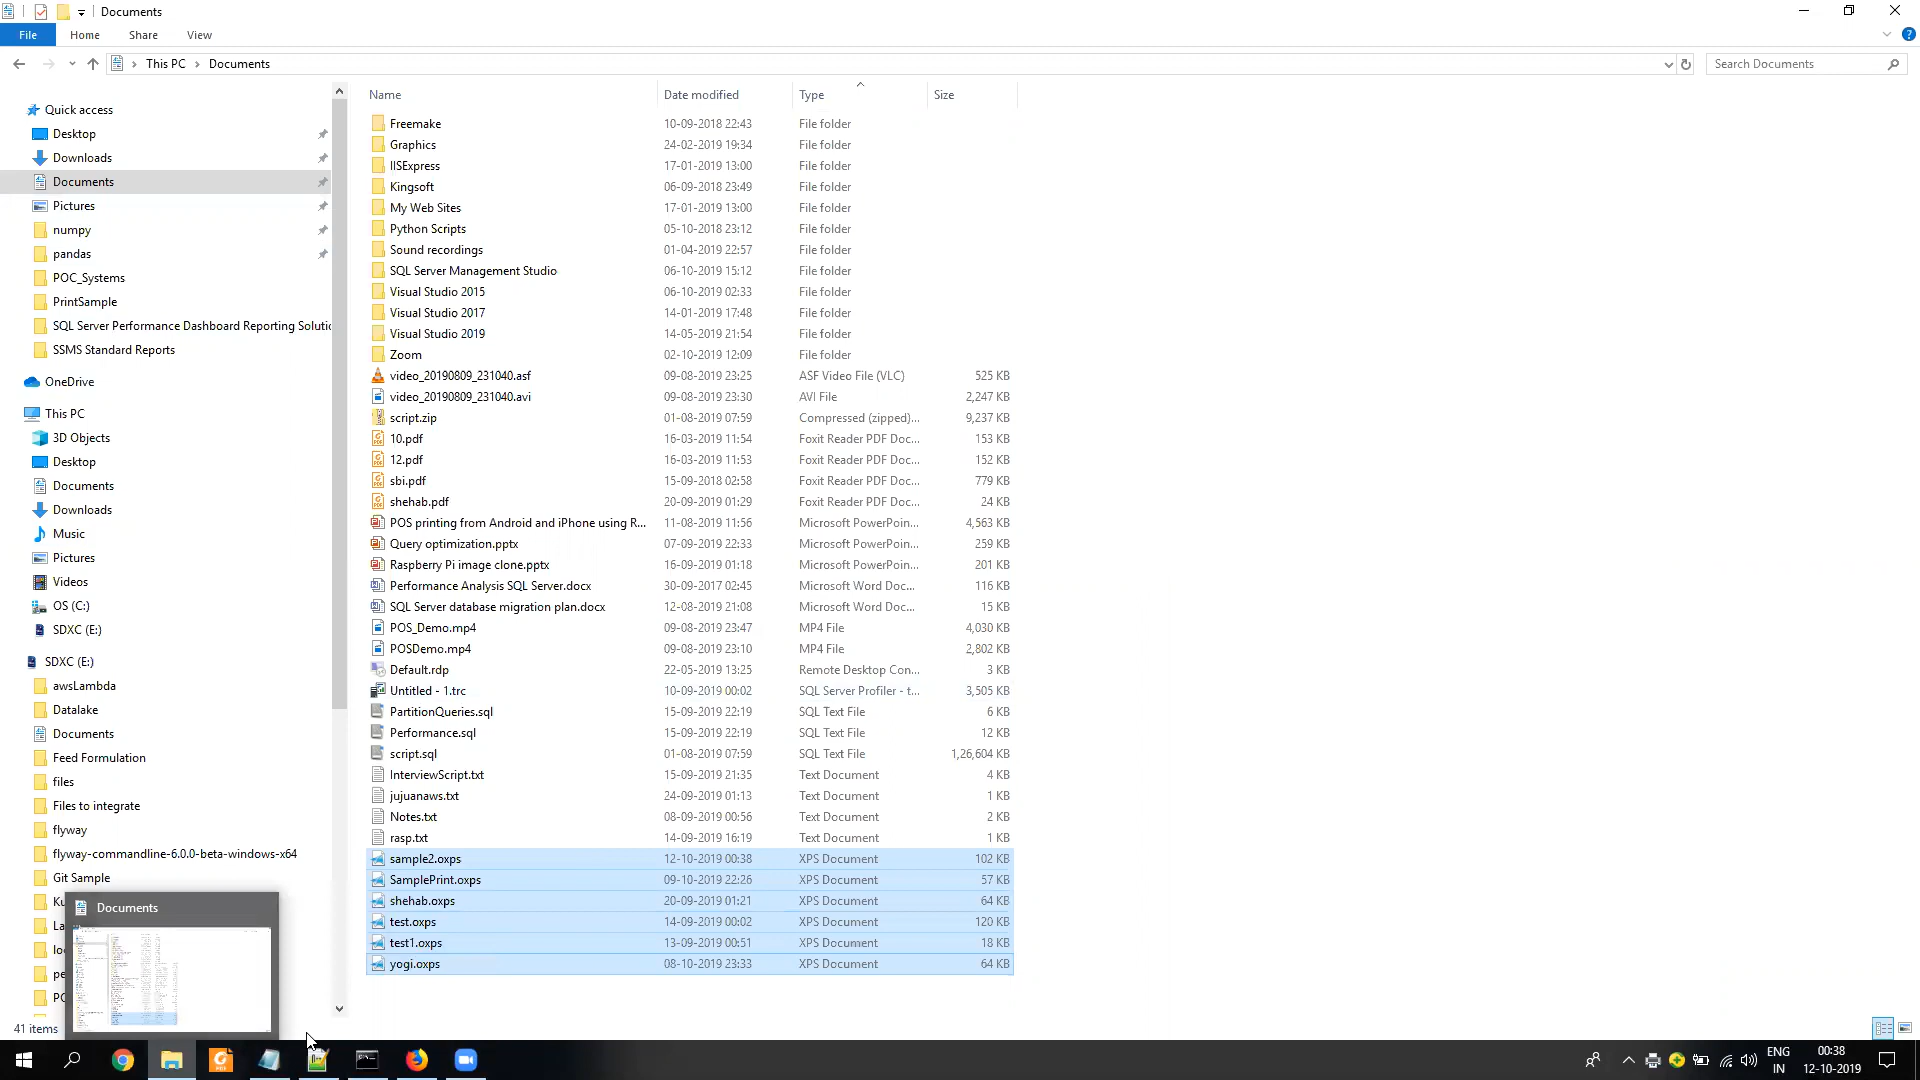 Documents
File Home Share View
This PC > Documents
Search Documents
Name Date modified Type Size
Quick access
Desktop
Downloads
Documents
Pictures
numpy
pandas
POC_Systems
PrintSample
SQL Server Performance Dashboard Reporting Solutio
SSMS Standard Reports
OneDrive
This PC
3D Objects
Desktop
Documents
Downloads
Music
Pictures
Videos
OS (C:)
SDXC (E:)
SDXC (E:)
awsLambda
Datalake
Documents
Feed Formulation
files
Files to integrate
flyway
flyway-commandline-6.0.0-beta-windows-x64
Git Sample
Freemake 10-09-2018 22:43 File folder
Graphics 24-02-2019 19:34 File folder
IISExpress 17-01-2019 13:00 File folder
Kingsoft 06-09-2018 23:49 File folder
My Web Sites 17-01-2019 13:00 File folder
Python Scripts 05-10-2018 23:12 File folder
Sound recordings 01-04-2019 22:57 File folder
SQL Server Management Studio 06-10-2019 15:12 File folder
Visual Studio 2015 06-10-2019 02:33 File folder
Visual Studio 2017 14-01-2019 17:48 File folder
Visual Studio 2019 14-05-2019 21:54 File folder
Zoom 02-10-2019 12:09 File folder
video_20190809_231040.asf 09-08-2019 23:25 ASF Video File (VLC) 525 KB
video_20190809_231040.avi 09-08-2019 23:30 AVI File 2,247 KB
script.zip 01-08-2019 07:59 Compressed (zipped)... 9,237 KB
10.pdf 16-03-2019 11:54 Foxit Reader PDF Doc... 153 KB
12.pdf 16-03-2019 11:53 Foxit Reader PDF Doc... 152 KB
sbi.pdf 15-09-2018 02:58 Foxit Reader PDF Doc... 779 KB
shehab.pdf 20-09-2019 01:29 Foxit Reader PDF Doc... 24 KB
POS printing from Android and iPhone using R... 11-08-2019 11:56 Microsoft PowerPoin... 4,563 KB
Query optimization.pptx 07-09-2019 22:33 Microsoft PowerPoin... 259 KB
Raspberry Pi image clone.pptx 16-09-2019 01:18 Microsoft PowerPoin... 201 KB
Performance Analysis SQL Server.docx 30-09-2017 02:45 Microsoft Word Doc... 116 KB
SQL Server database migration plan.docx 12-08-2019 21:08 Microsoft Word Doc... 15 KB
POS_Demo.mp4 09-08-2019 23:47 MP4 File 4,030 KB
POSDemo.mp4 09-08-2019 23:10 MP4 File 2,802 KB
Default.rdp 22-05-2019 13:25 Remote Desktop Con... 3 KB
Untitled - 1.trc 10-09-2019 00:02 SQL Server Profiler - t... 3,505 KB
PartitionQueries.sql 15-09-2019 22:19 SQL Text File 6 KB
Performance.sql 15-09-2019 22:19 SQL Text File 12 KB
script.sql 01-08-2019 07:59 SQL Text File 1,26,604 KB
InterviewScript.txt 15-09-2019 21:35 Text Document 4 KB
jujuanaws.txt 24-09-2019 01:13 Text Document 1 KB
Notes.txt 08-09-2019 00:56 Text Document 2 KB
rasp.txt 14-09-2019 16:19 Text Document 1 KB
sample2.oxps 12-10-2019 00:38 XPS Document 102 KB
SamplePrint.oxps 09-10-2019 22:26 XPS Document 57 KB
shehab.oxps 20-09-2019 01:21 XPS Document 64 KB
test.oxps 14-09-2019 00:02 XPS Document 120 KB
test1.oxps 13-09-2019 00:51 XPS Document 18 KB
yogi.oxps 08-10-2019 23:33 XPS Document 64 KB
Documents
41 items
ENG
IN
00:38
12-10-2019